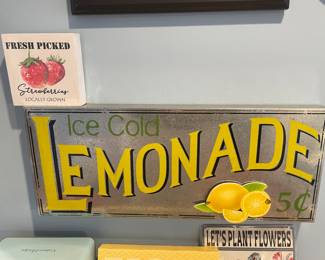 FRESH PICKED
Strawberries
LOCALLY GROWN
Ice Cold
LEMONADE
5¢
LET'S PLANT FLOWERS